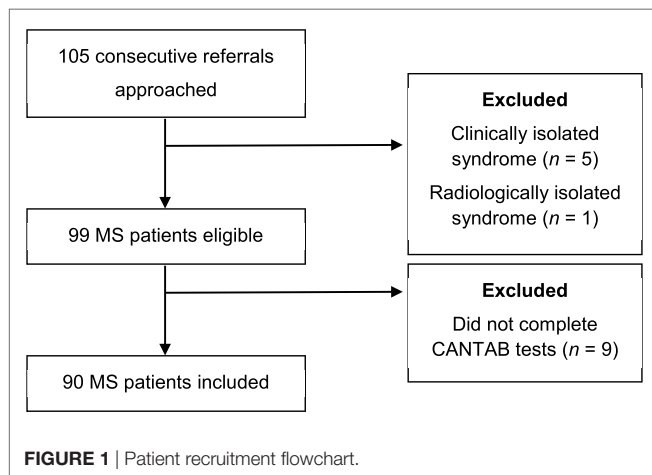 105 consecutive referrals
approached
Excluded
Clinically isolated
syndrome (n = 5)
Radiologically isolated
syndrome (n = 1)
99 MS patients eligible
Excluded
Did not complete
CANTAB tests (n = 9)
90 MS patients included
FIGURE 1 | Patient recruitment flowchart.